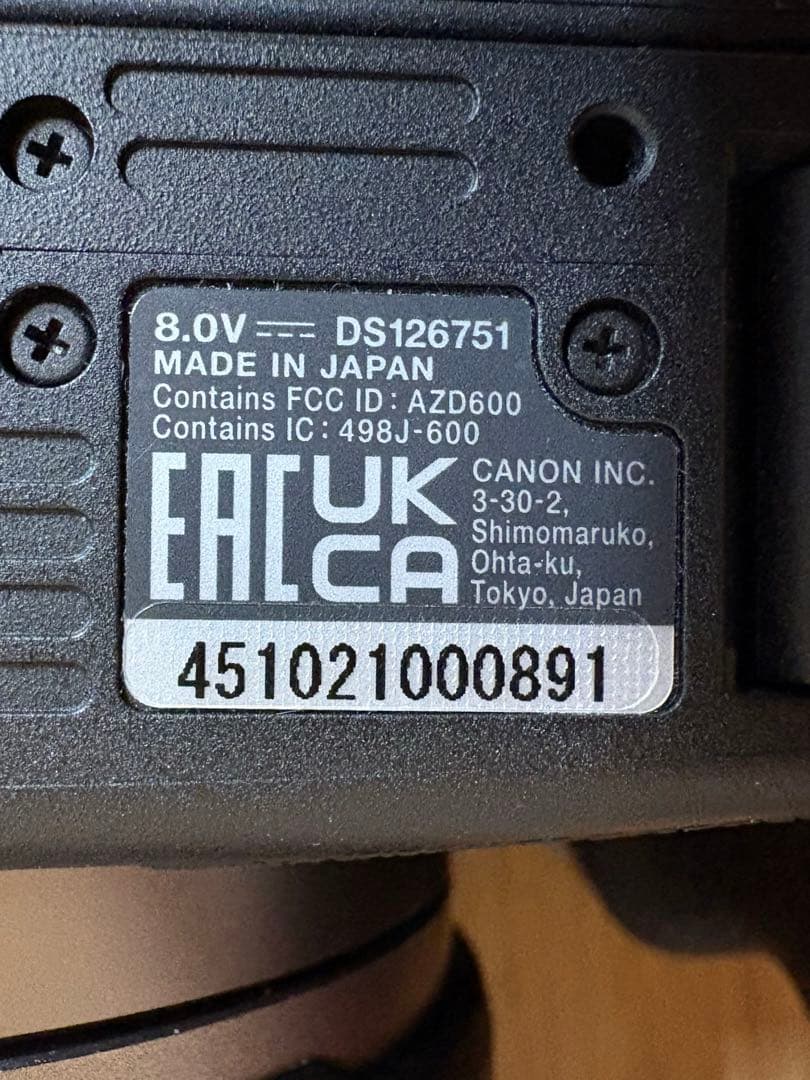 8.0V ⎓ DS126751
MADE IN JAPAN
Contains FCC ID : AZD600
Contains IC : 498J-600
EAC UK CA
CANON INC.
3-30-2,
Shimomaruko,
Ohta-ku,
Tokyo, Japan
451021000891